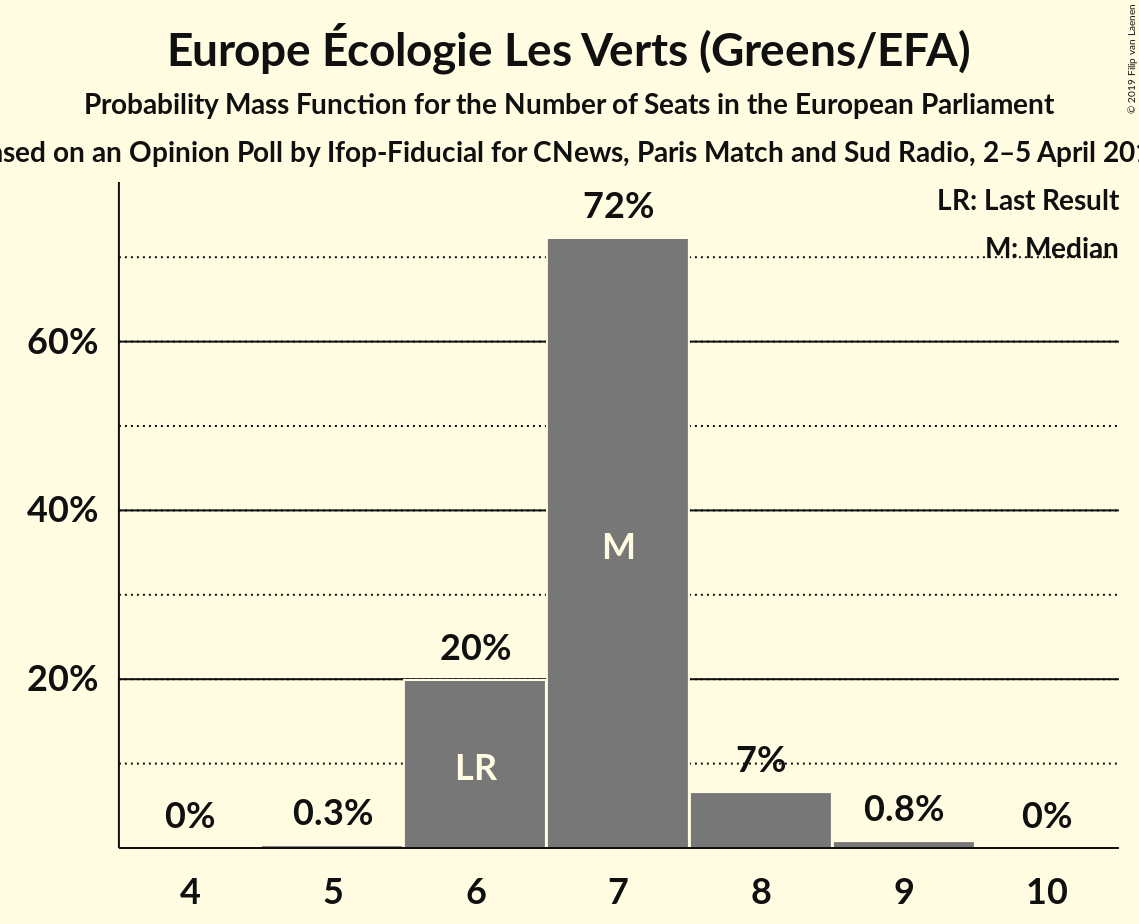 Europe Écologie Les Verts (Greens/EFA)
Probability Mass Function for the Number of Seats in the European Parliament
on an Opinion Poll by Ifop-Fiducial for CNews, Paris Match and Sud Radio, 2–5 April
© 2019 Filip van Laenen
LR: Last Result
M: Median
72%
60%
M
40%
20%
20%
LR
7%
0%
0.3%
0.8%
0%
4 5 6 7 8 9 10